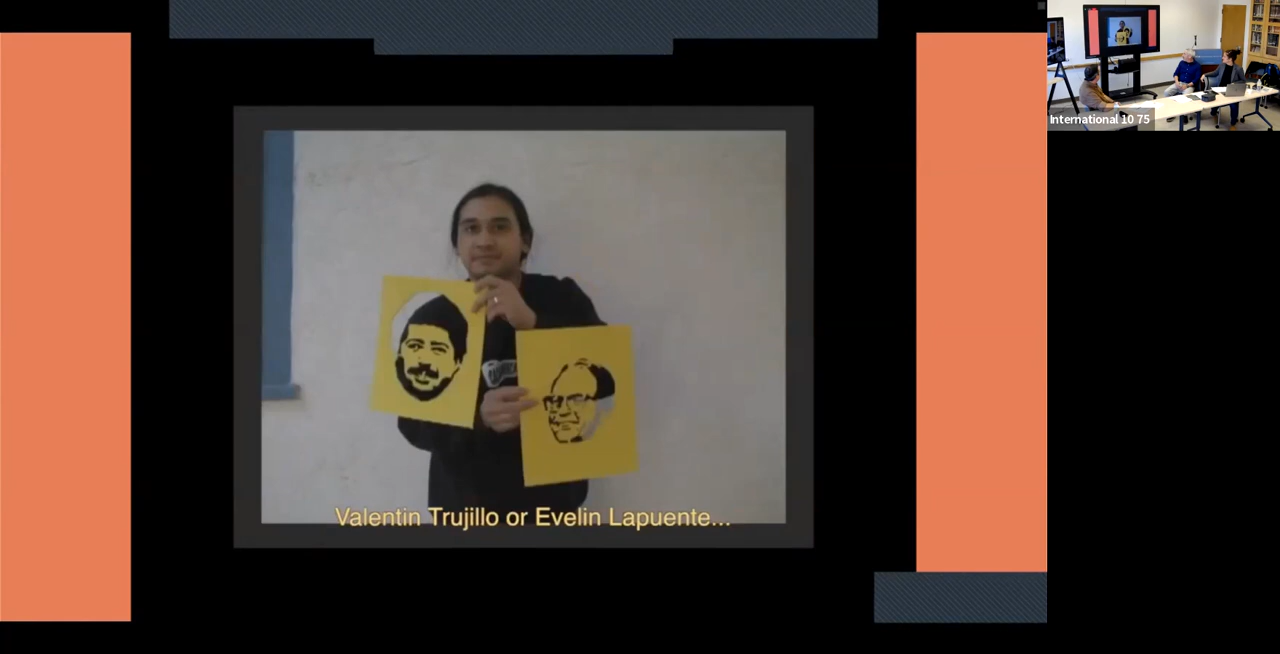 International 10 75
Valentin Trujillo or Evelin Lapuente...